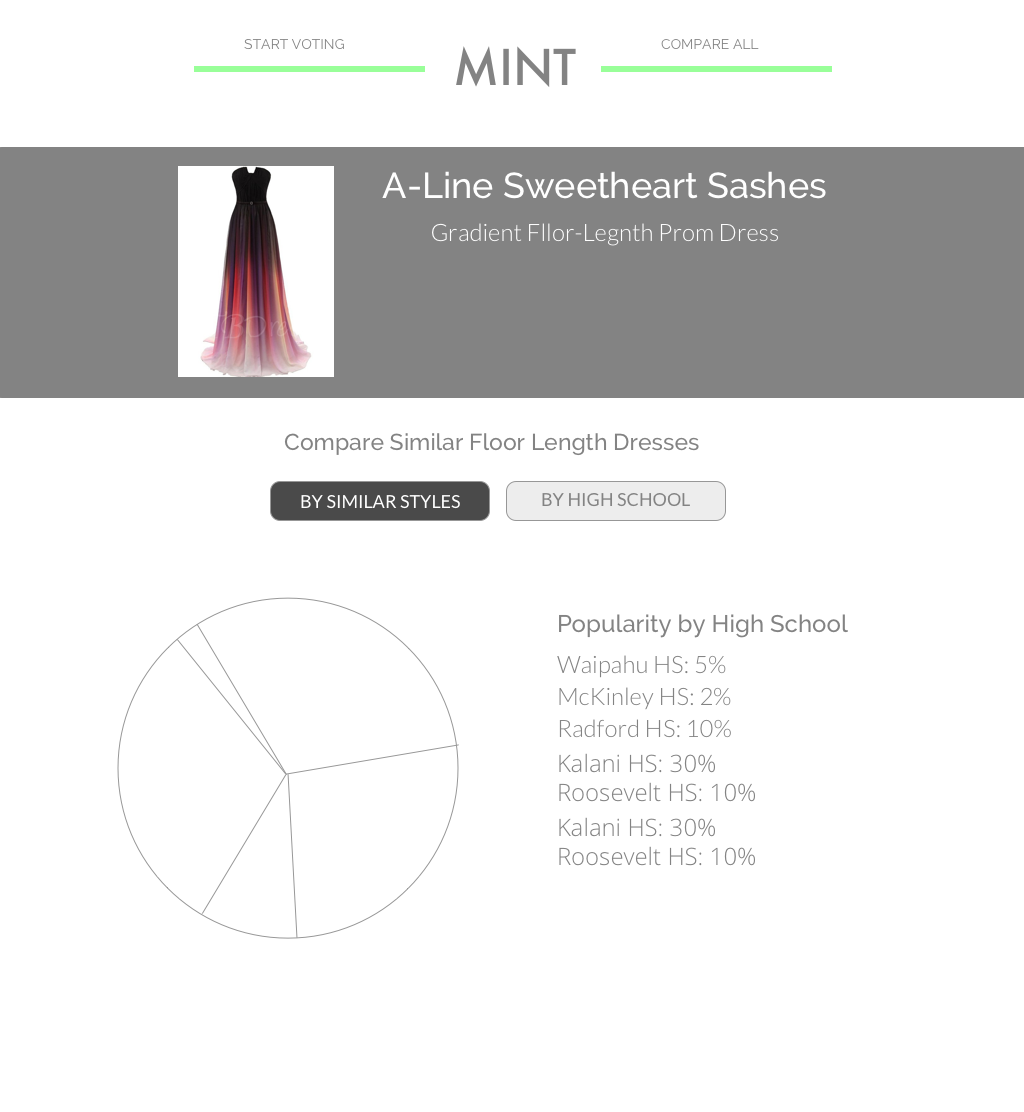 START VOTING
MINT
COMPARE ALL
A-Line Sweetheart Sashes
Gradient Fllor-Legnth Prom Dress
Compare Similar Floor Length Dresses
BY SIMILAR STYLES
BY HIGH SCHOOL
Popularity by High School
Waipahu HS: 5%
McKinley HS: 2%
Radford HS: 10%
Kalani HS: 30%
Roosevelt HS: 10%
Kalani HS: 30%
Roosevelt HS: 10%